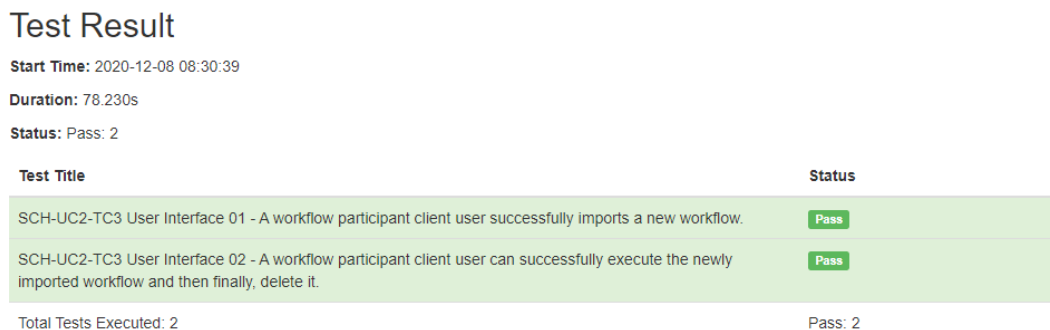 Test Result
Start Time: 2020-12-08 08:30:39
Duration: 78.230s
Status: Pass: 2
Test Title Status
SCH-UC2-TC3 User Interface 01 - A workflow participant client user successfully imports a new workflow. Pass
SCH-UC2-TC3 User Interface 02 - A workflow participant client user can successfully execute the newly Pass
imported workflow and then finally, delete it.
Total Tests Executed: 2 Pass: 2